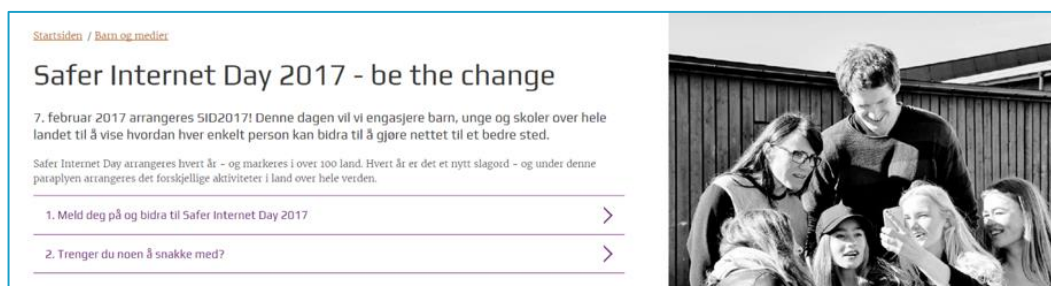 Startsiden / Barn og medier
Safer Internet Day 2017 - be the change
7. februar 2017 arrangeres SID2017! Denne dagen vil vi engasjere barn, unge og skoler over hele
landet til å vise hvordan hver enkelt person kan bidra til å gjøre nettet til et bedre sted.
Safer Internet Day arrangeres hvert år – og markeres i over 100 land. Hvert år er det et nytt slagord – og under denne
paraplyen arrangeres det forskjellige aktiviteter i land over hele verden.
1. Meld deg på og bidra til Safer Internet Day 2017
2. Trenger du noen å snakke med?